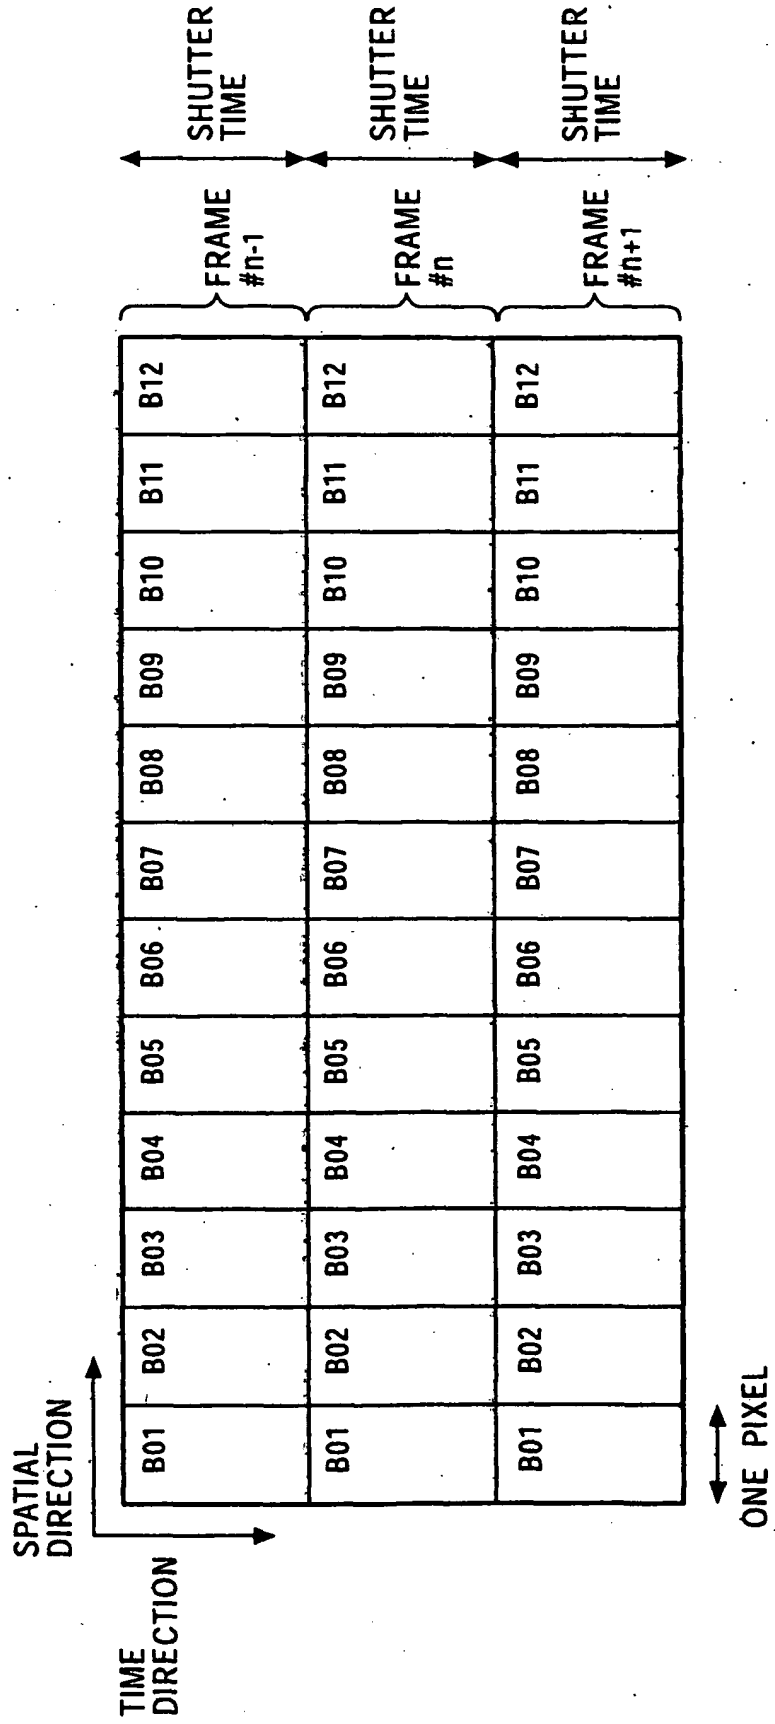 SPATIAL
DIRECTION
TIME
DIRECTION
B01 B02 B03 B04 B05 B06 B07 B08 B09 B10 B11 B12
FRAME
#n-1
SHUTTER
TIME
B01 B02 B03 B04 B05 B06 B07 B08 B09 B10 B11 B12
FRAME
#n
SHUTTER
TIME
B01 B02 B03 B04 B05 B06 B07 B08 B09 B10 B11 B12
FRAME
#n+1
SHUTTER
TIME
ONE PIXEL